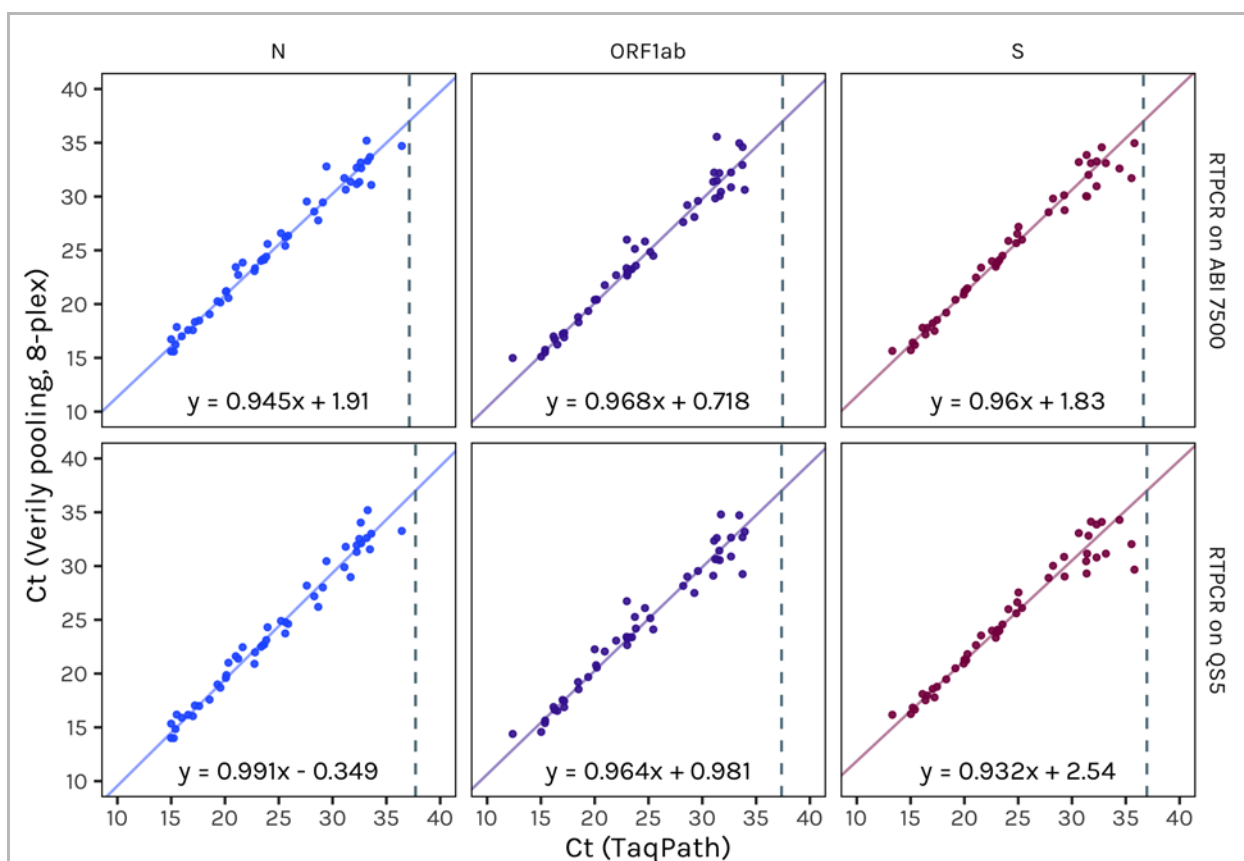 N ORF1ab S
Ct (Verily pooling, 8-plex)
40
35
30
25
20
15
10
y = 0.945x + 1.91
y = 0.968x + 0.718
y = 0.96x + 1.83
RTPCR on ABI 7500
40
35
30
25
20
15
10
y = 0.991x - 0.349
y = 0.964x + 0.981
y = 0.932x + 2.54
RTPCR on QS5
10 15 20 25 30 35 40 10 15 20 25 30 35 40 10 15 20 25 30 35 40
Ct (TaqPath)